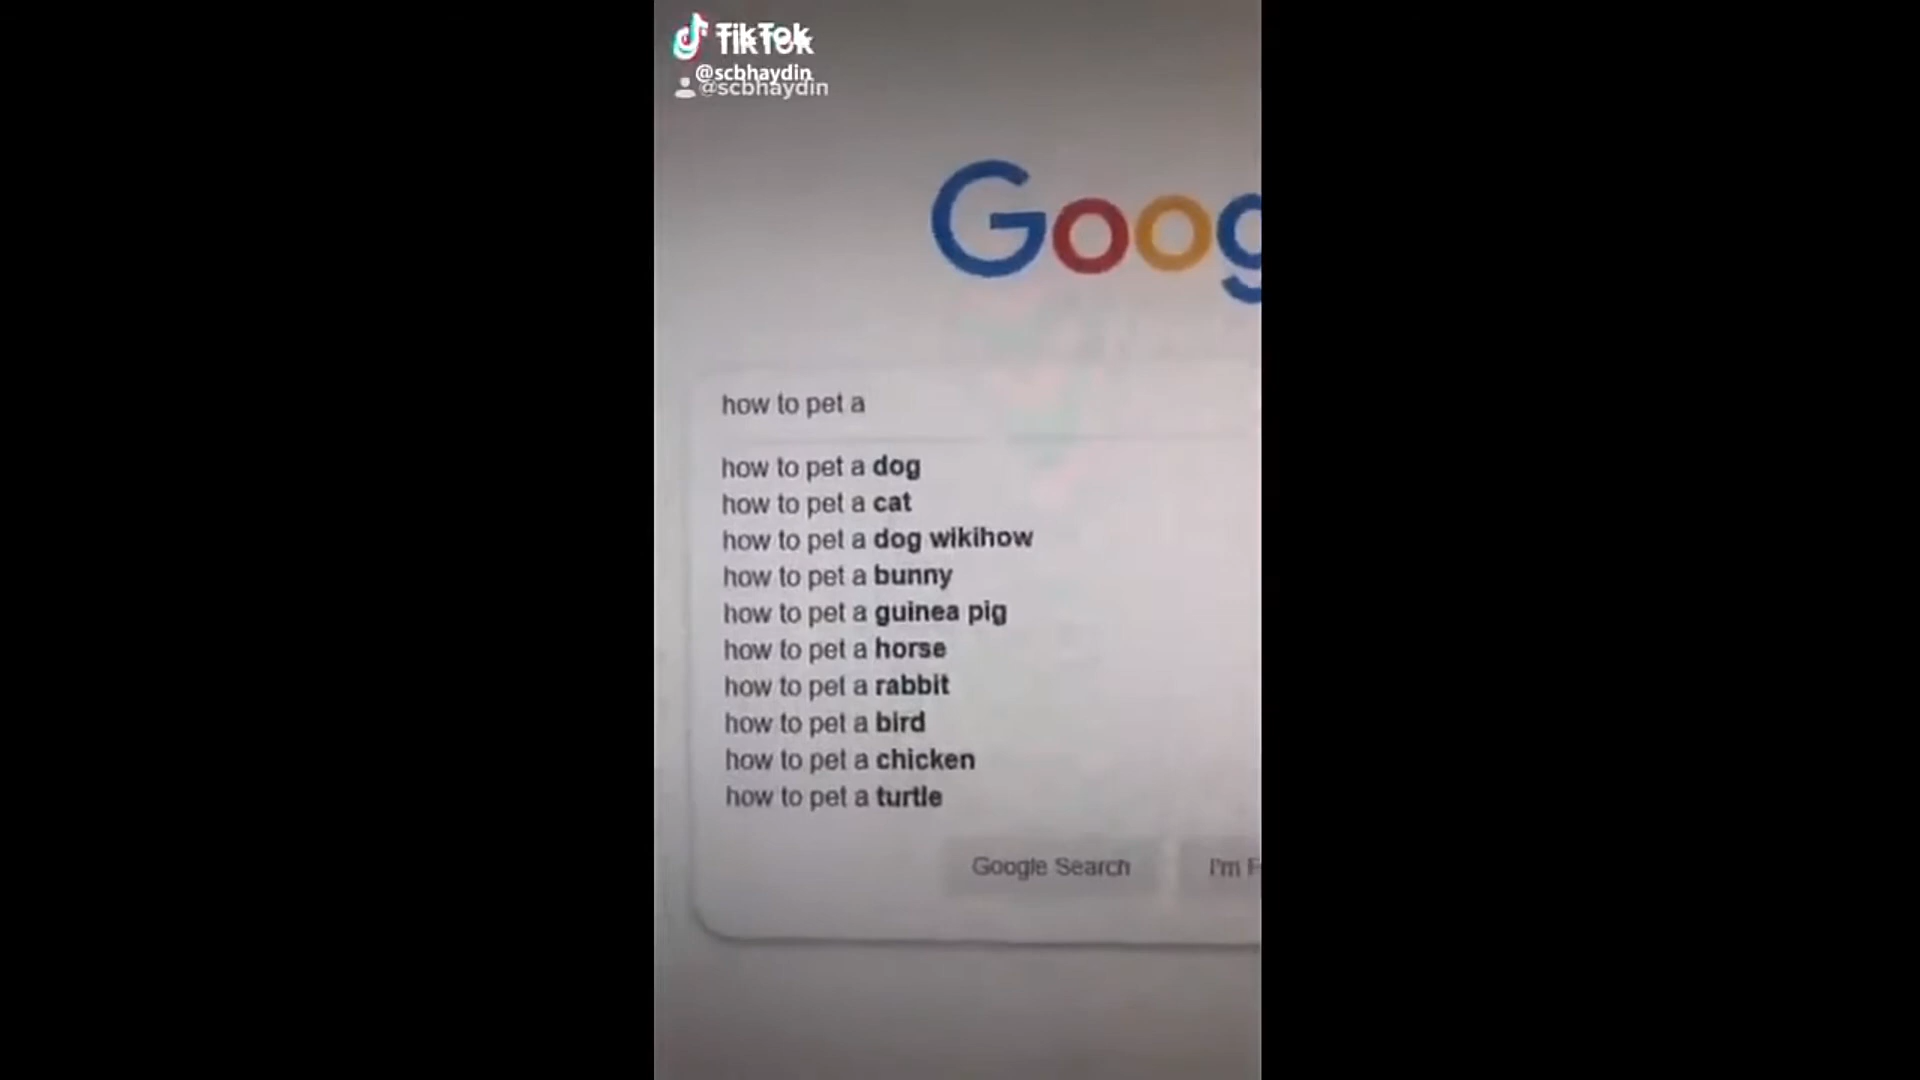 TikTok
@scbhaydin
@scbhaydin
Goog
how to pet a
how to pet a dog
how to pet a cat
how to pet a dog wikihow
how to pet a bunny
how to pet a guinea pig
how to pet a horse
how to pet a rabbit
how to pet a bird
how to pet a chicken
how to pet a turtle
Google Search
I'm F